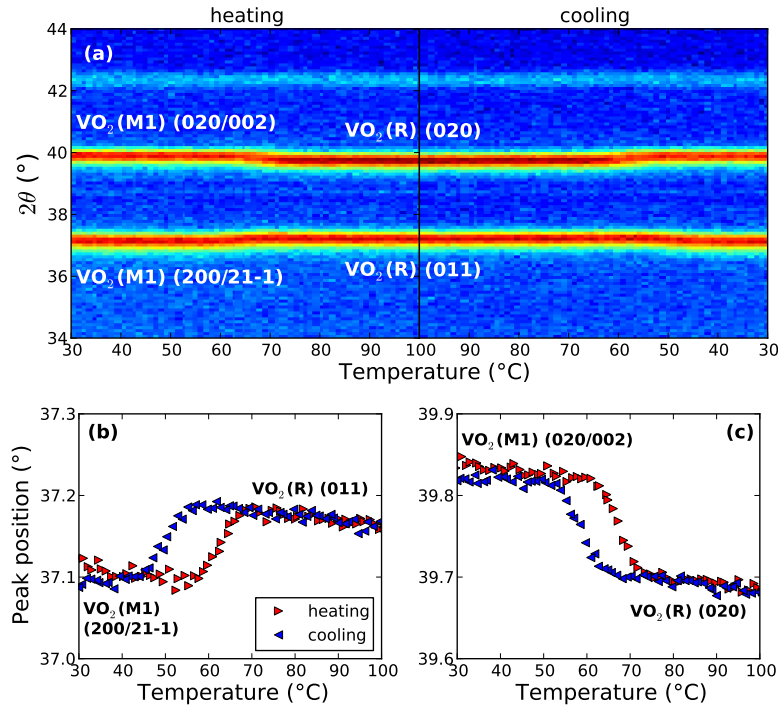 heating cooling
(a)
44
42
40
38
36
34
2θ (°)
VO₂(M1) (020/002) VO₂(R) (020)
VO₂(M1) (200/21-1) VO₂(R) (011)
30 40 50 60 70 80 90 100 90 80 70 60 50 40 30
Temperature (°C)
(b)
37.3
37.2
37.1
37.0
Peak position (°)
VO₂(R) (011)
VO₂(M1)
(200/21-1)
heating
cooling
30 40 50 60 70 80 90 100
Temperature (°C)
(c)
39.9
39.8
39.7
39.6
VO₂(M1) (020/002)
VO₂(R) (020)
30 40 50 60 70 80 90 100
Temperature (°C)